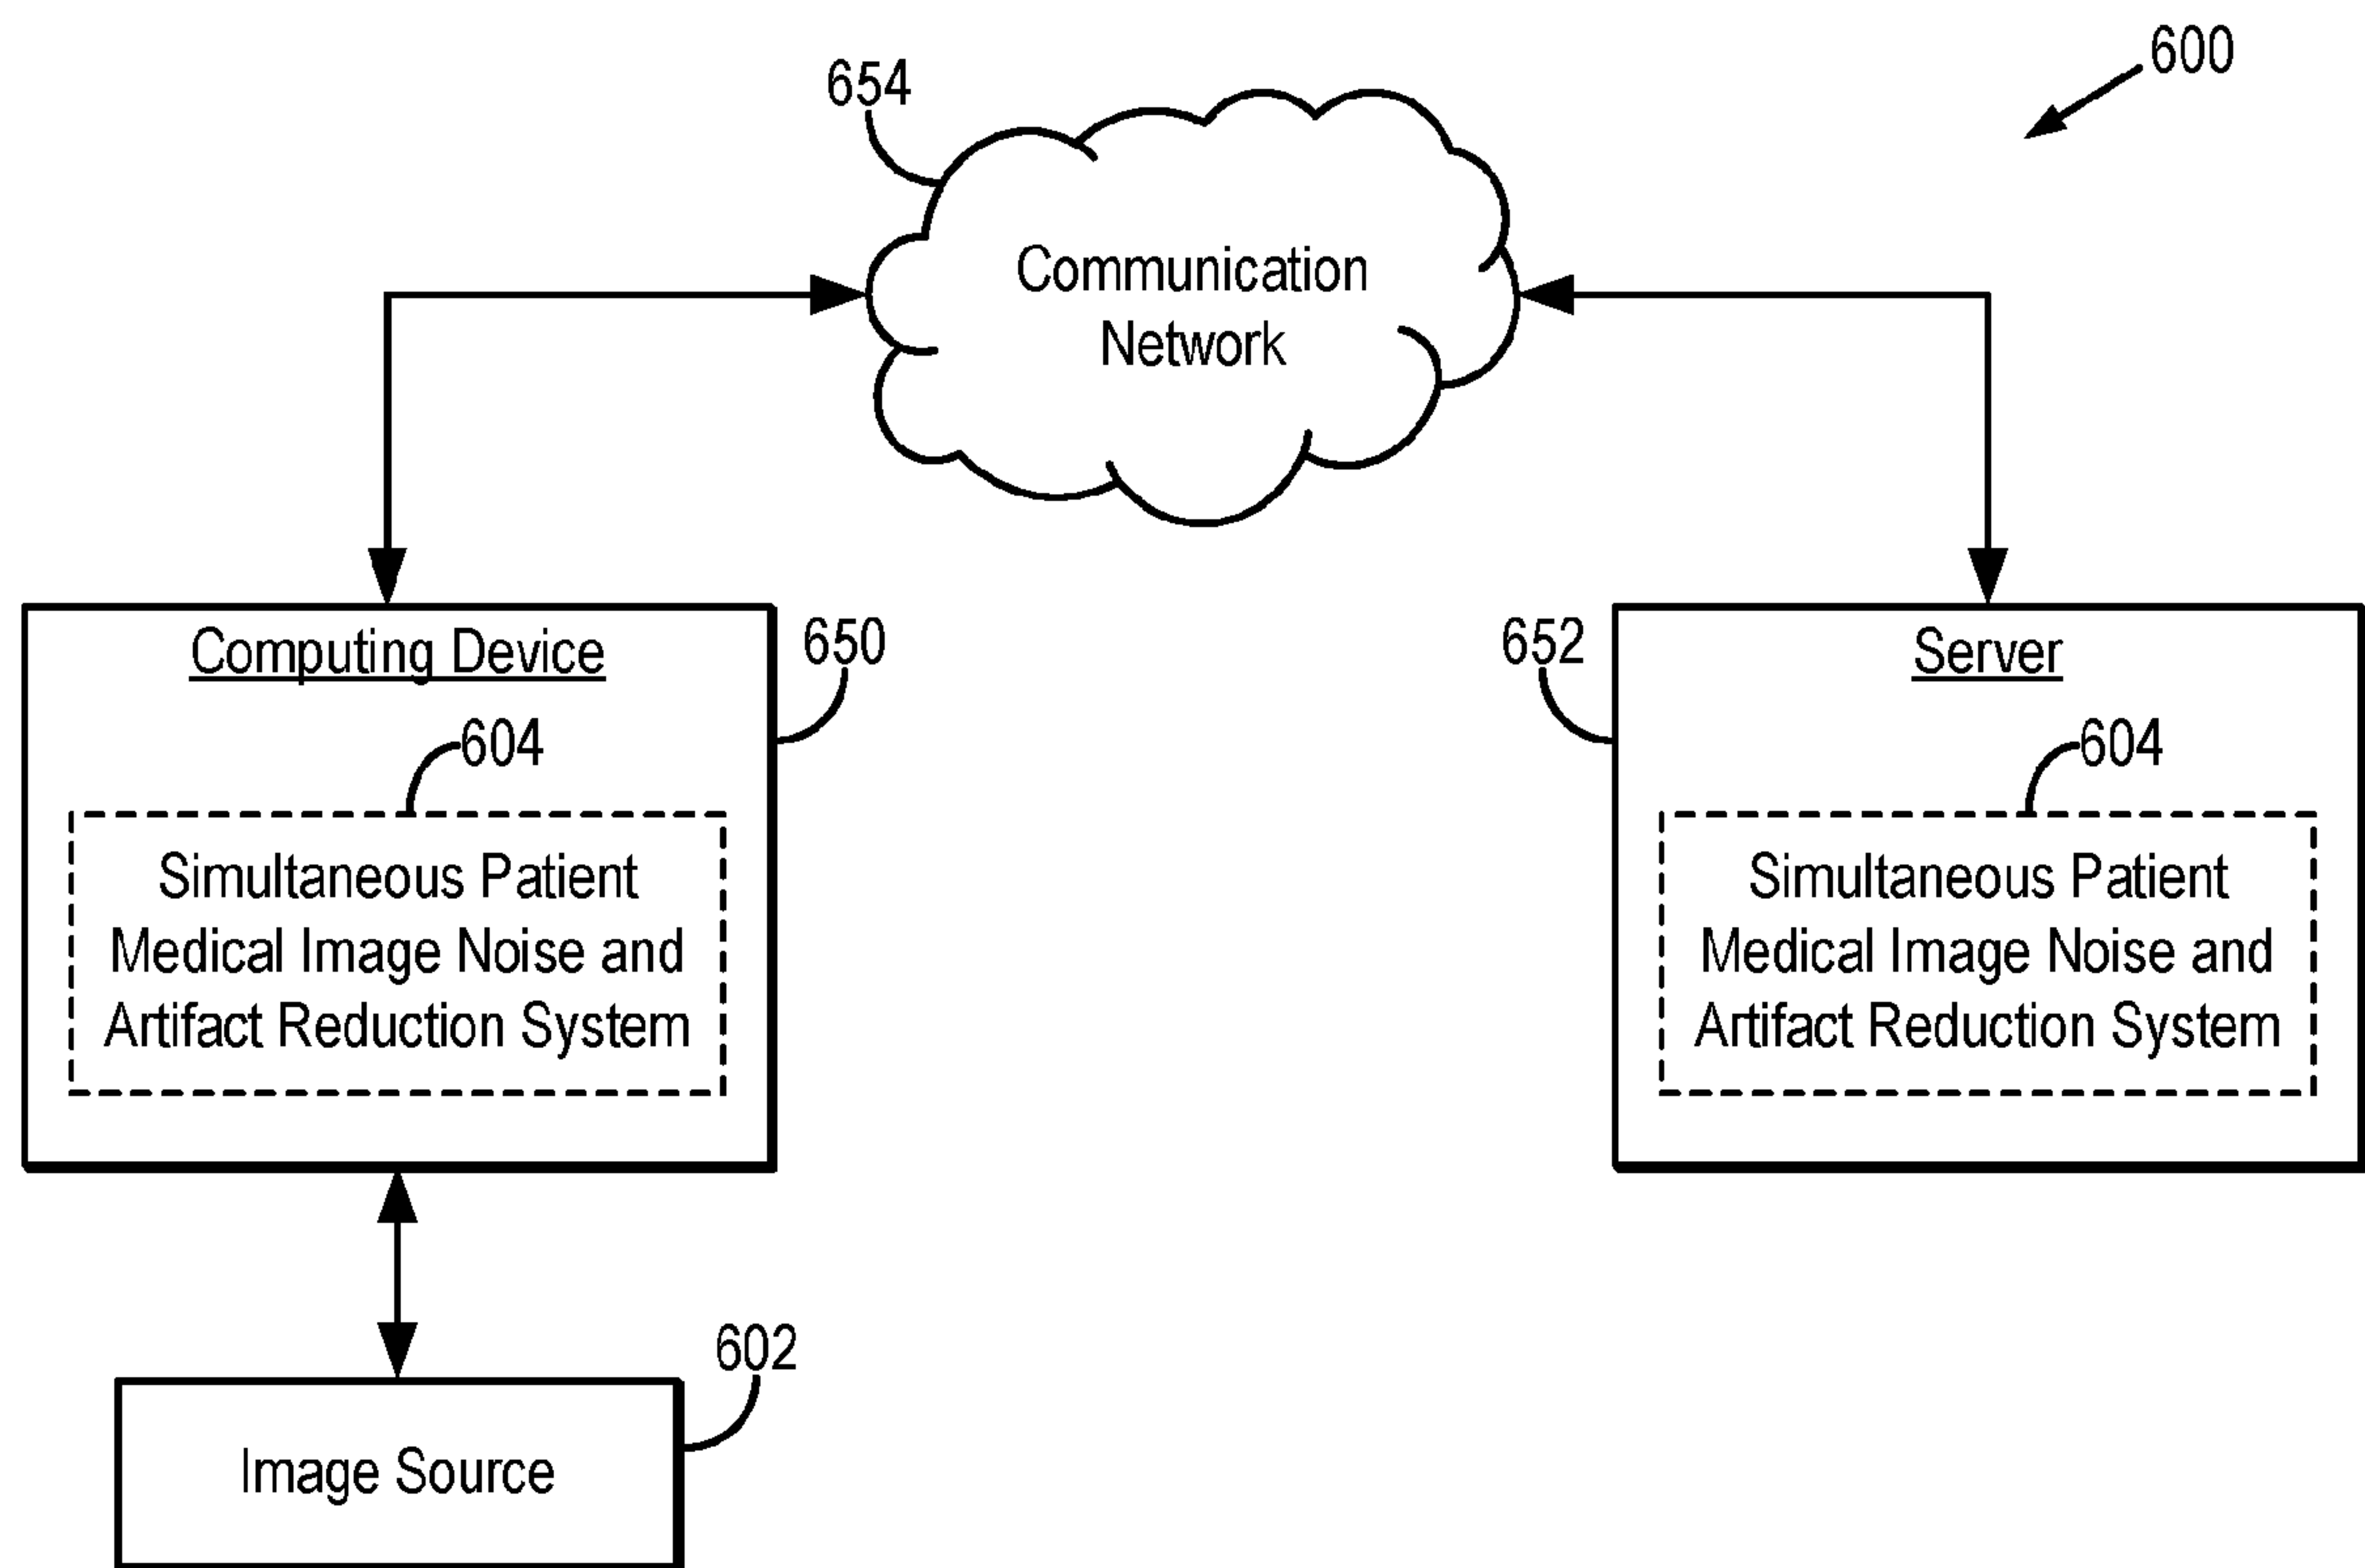 600
654
Communication
Network
Computing Device
650
652
Server
604
604
Simultaneous Patient
Medical Image Noise and
Artifact Reduction System
Simultaneous Patient
Medical Image Noise and
Artifact Reduction System
602
Image Source